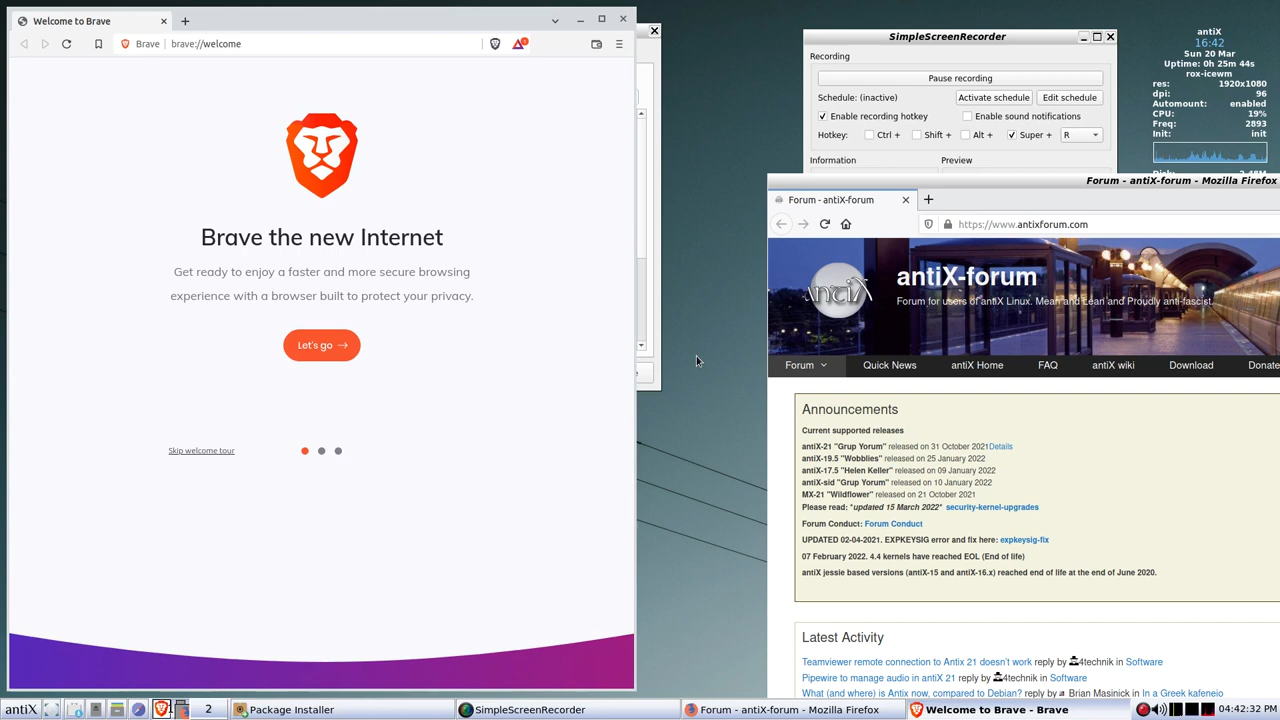 Welcome to Brave
Brave
brave://welcome
1
Brave the new Internet
Get ready to enjoy a faster and more secure browsing
experience with a browser built to protect your privacy.
Let's go
Skip welcome tour
SimpleScreenRecorder
Recording
Pause recording
Schedule: (inactive)
Activate schedule
Edit schedule
Enable recording hotkey
Enable sound notifications
Hotkey:
Ctrl +
Shift +
Alt +
Super +
R
Information
Preview
antiX
16:42
Sun 20 Mar
Uptime: 0h 25m 44s
rox-icewm
res: 1920x1080
dpi: 96
Automount: enabled
CPU: 19%
Freq: 2893
Init: init
Forum - antiX-forum - Mozilla Firefox
Forum - antiX-forum
https://www.antixforum.com
antiX
antiX-forum
Forum for users of antiX Linux. Mean and Lean and Proudly anti-fascist.
Forum
Quick News
antiX Home
FAQ
antiX wiki
Download
Donate
Announcements
Current supported releases
antiX-21 "Grup Yorum" released on 31 October 2021Details
antiX-19.5 "Wobblies" released on 25 January 2022
antiX-17.5 "Helen Keller" released on 09 January 2022
antiX-sid "Grup Yorum" released on 10 January 2022
MX-21 "Wildflower" released on 21 October 2021
Please read: *updated 15 March 2022* security-kernel-upgrades
Forum Conduct: Forum Conduct
UPDATED 02-04-2021. EXPKEYSIG error and fix here: expkeysig-fix
07 February 2022. 4.4 kernels have reached EOL (End of life)
antiX jessie based versions (antiX-15 and antiX-16.x) reached end of life at the end of June 2020.
Latest Activity
Teamviewer remote connection to Antix 21 doesn't work reply by 4technik in Software
Pipewire to manage audio in antiX 21 reply by 4technik in Software
What (and where) is Antix now, compared to Debian? reply by Brian Masinick in In a Greek kafeneio
antiX
2
Package Installer
SimpleScreenRecorder
Forum - antiX-forum - Mozilla Firefox
Welcome to Brave - Brave
04:42:32 PM